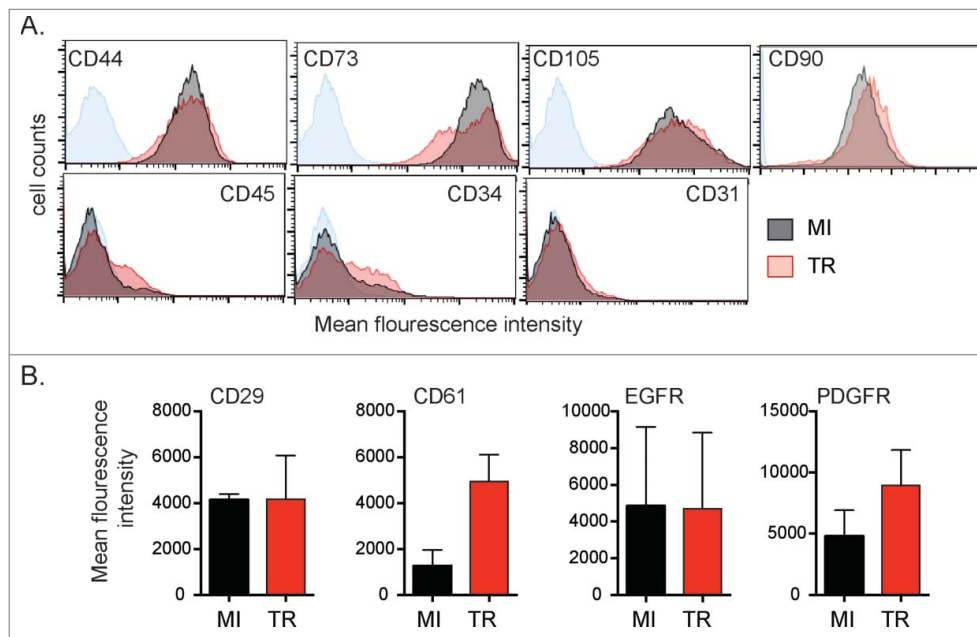 A.
CD44 CD73 CD105 CD90
cell counts
CD45 CD34 CD31
MI
TR
Mean flourescence intensity
B.
CD29 CD61 EGFR PDGFR
Mean flourescence
intensity
8000 8000 10000 15000
6000 6000 8000 10000
4000 4000 6000 5000
2000 2000 4000 0
0 0 2000
0
MI TR MI TR MI TR MI TR